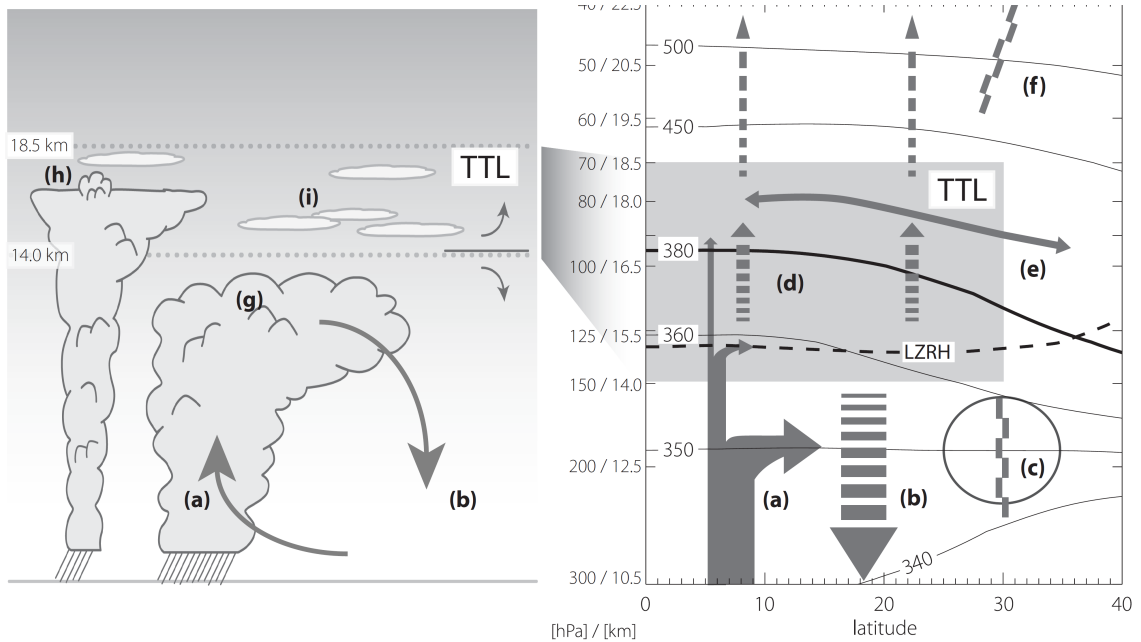 18.5 km
(h)
TTL
(i)
14.0 km
(g)
(a)
(b)
40 / 22.5
500
50 / 20.5
(f)
60 / 19.5
450
70 / 18.5
TTL
80 / 18.0
380
(e)
100 / 16.5
(d)
125 / 15.5
360
LZRH
150 / 14.0
350
200 / 12.5
(c)
(a)
(b)
340
300 / 10.5
0 10 20 30 40
[hPa] / [km]
latitude